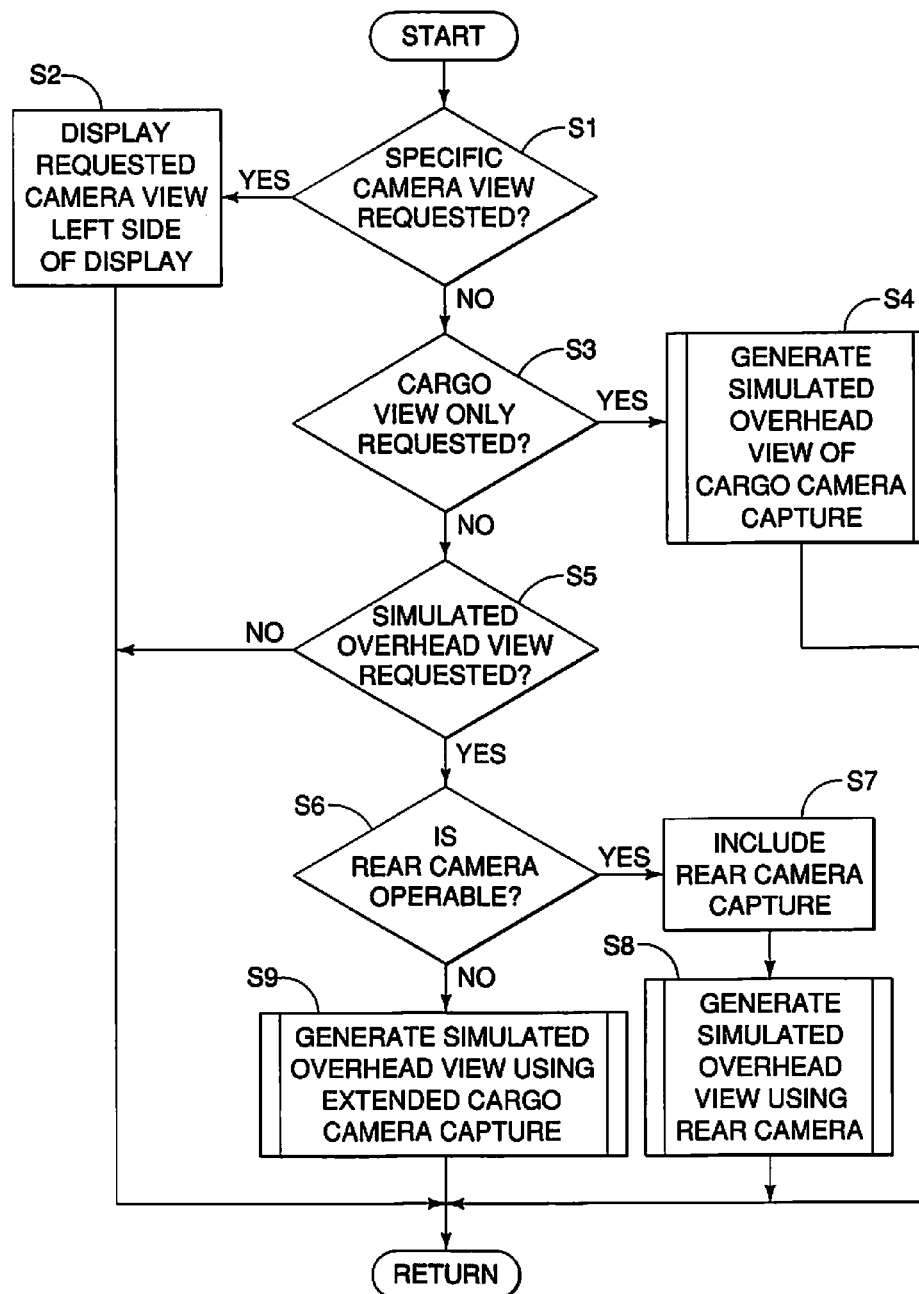 START
S1
SPECIFIC
CAMERA VIEW
REQUESTED?
YES
S2
DISPLAY
REQUESTED
CAMERA VIEW
LEFT SIDE
OF DISPLAY
NO
S3
CARGO
VIEW ONLY
REQUESTED?
YES
S4
GENERATE
SIMULATED
OVERHEAD
VIEW OF
CARGO CAMERA
CAPTURE
NO
S5
SIMULATED
OVERHEAD VIEW
REQUESTED?
NO
YES
S6
IS
REAR CAMERA
OPERABLE?
YES
S7
INCLUDE
REAR CAMERA
CAPTURE
NO
S8
GENERATE
SIMULATED
OVERHEAD
VIEW USING
REAR CAMERA
S9
GENERATE SIMULATED
OVERHEAD VIEW USING
EXTENDED CARGO
CAMERA CAPTURE
RETURN